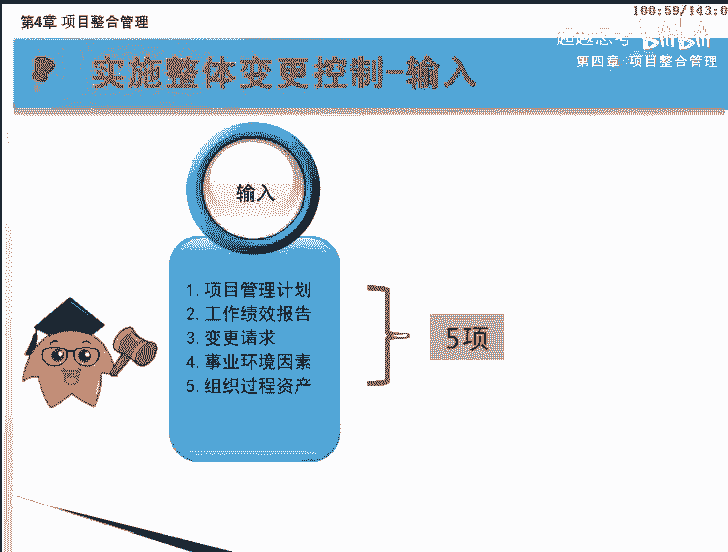 第4章 项目整合管理
100:59/143:0
bilibili
第四章 项目整合管理
实施整体变更控制-输入
输入
1. 项目管理计划
2. 工作绩效报告
3. 变更请求
4. 事业环境因素
5. 组织过程资产
5项